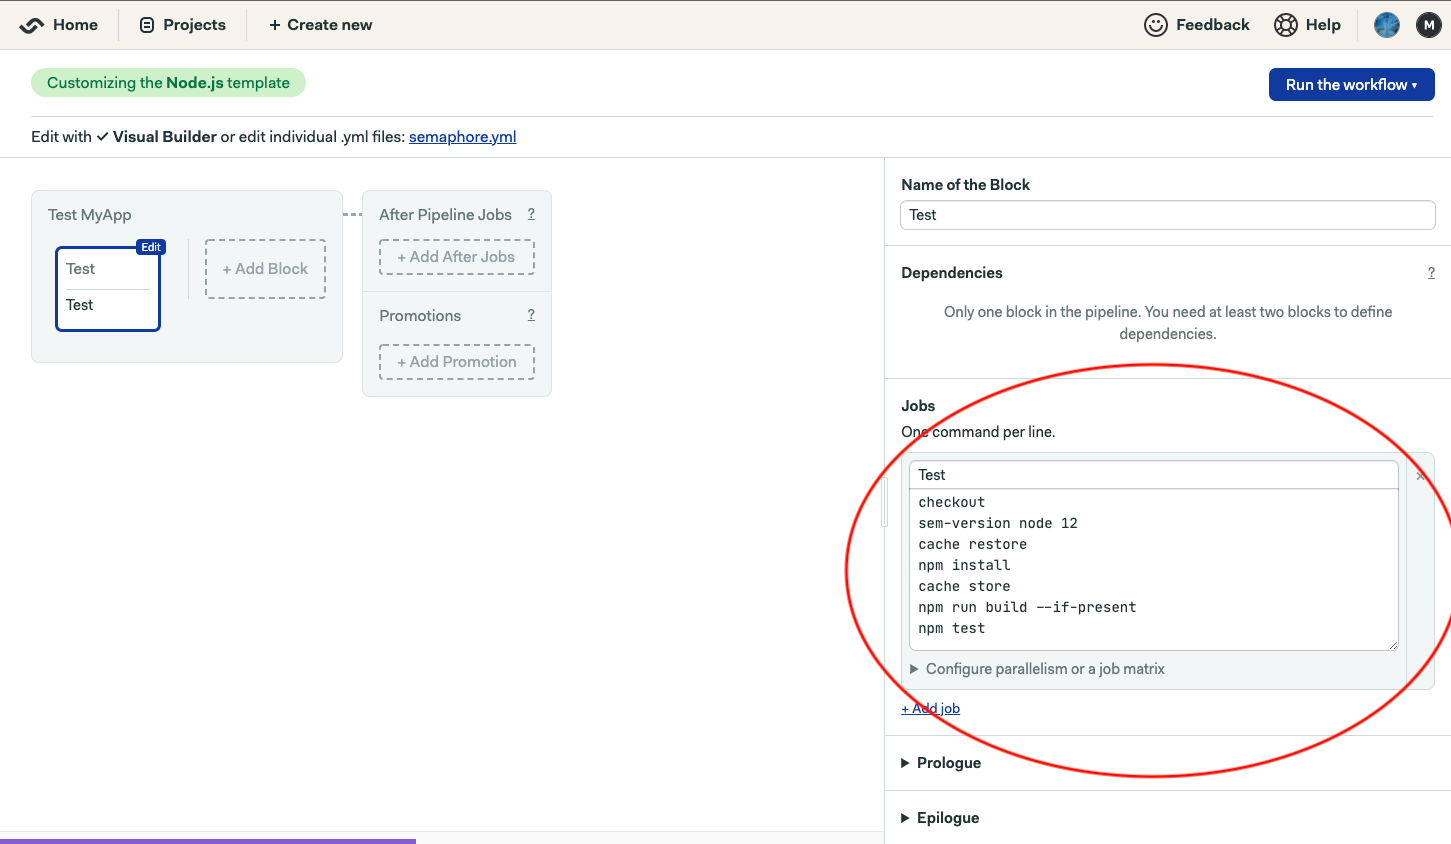 Home
Projects
+ Create new
Feedback
Help
M
Customizing the Node.js template
Run the workflow ▾
Edit with ✓ Visual Builder or edit individual .yml files: semaphore.yml
Test MyApp
Edit
Test
Test
+ Add Block
After Pipeline Jobs ?
+ Add After Jobs
Promotions ?
+ Add Promotion
Name of the Block
Test
Dependencies ?
Only one block in the pipeline. You need at least two blocks to define
dependencies.
Jobs
One command per line.
Test
×
checkout
sem-version node 12
cache restore
npm install
cache store
npm run build --if-present
npm test
▶ Configure parallelism or a job matrix
+ Add job
▶ Prologue
▶ Epilogue